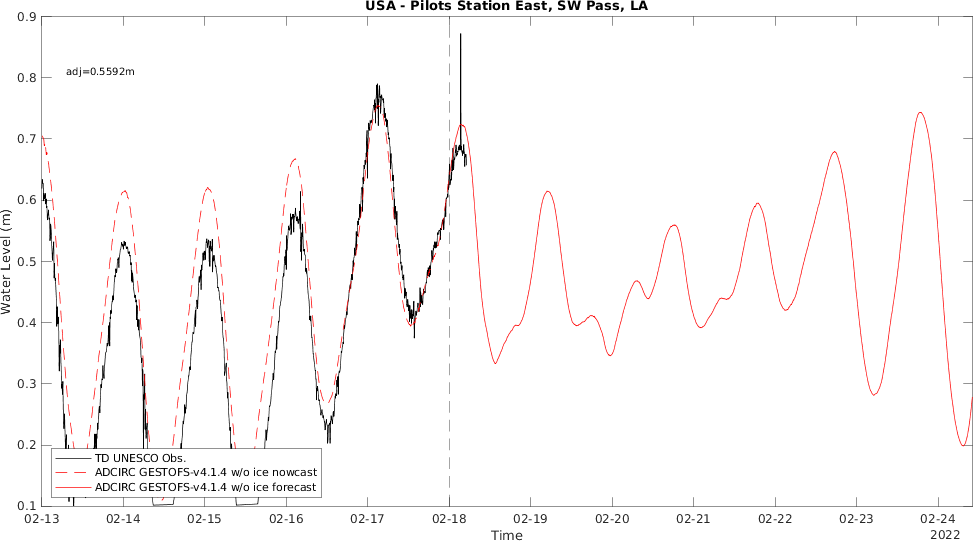 USA - Pilots Station East, SW Pass, LA
0.9
0.8
0.7
0.6
0.5
0.4
0.3
0.2
0.1
Water Level (m)
adj=0.5592m
TD UNESCO Obs.
ADCIRC GESTOFS-v4.1.4 w/o ice nowcast
ADCIRC GESTOFS-v4.1.4 w/o ice forecast
02-13 02-14 02-15 02-16 02-17 02-18 02-19 02-20 02-21 02-22 02-23 02-24
2022
Time